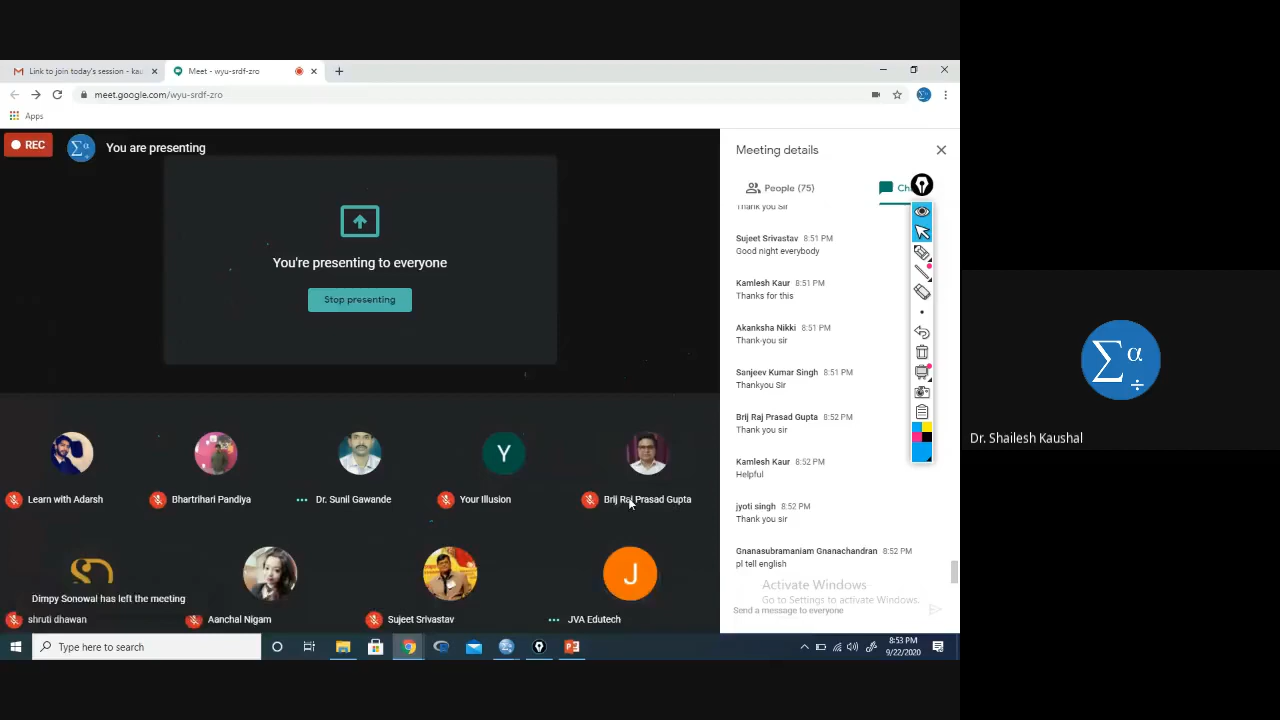 Link to join today's session - kau
Meet - wyu-srdf-zro
meet.google.com/wyu-srdf-zro
Apps
REC
Σα
÷
You are presenting
You're presenting to everyone
Stop presenting
Meeting details
People (75)
Ch
Thank you Sir
Sujeet Srivastav 8:51 PM
Good night everybody
Kamlesh Kaur 8:51 PM
Thanks for this
Akanksha Nikki 8:51 PM
Thank-you sir
Sanjeev Kumar Singh 8:51 PM
Thankyou Sir
Brij Raj Prasad Gupta 8:52 PM
Thank you sir
Kamlesh Kaur 8:52 PM
Helpful
jyoti singh 8:52 PM
Thank you sir
Gnanasubramaniam Gnanachandran 8:52 PM
pl tell english
Activate Windows
Go to Settings to activate Windows.
Send a message to everyone
Y
Learn with Adarsh
Bhartrihari Pandiya
Dr. Sunil Gawande
Your Illusion
Brij Raj Prasad Gupta
J
Dimpy Sonowal has left the meeting
shruti dhawan
Aanchal Nigam
Sujeet Srivastav
JVA Edutech
Type here to search
8:53 PM
9/22/2020
Σα
÷
Dr. Shailesh Kaushal